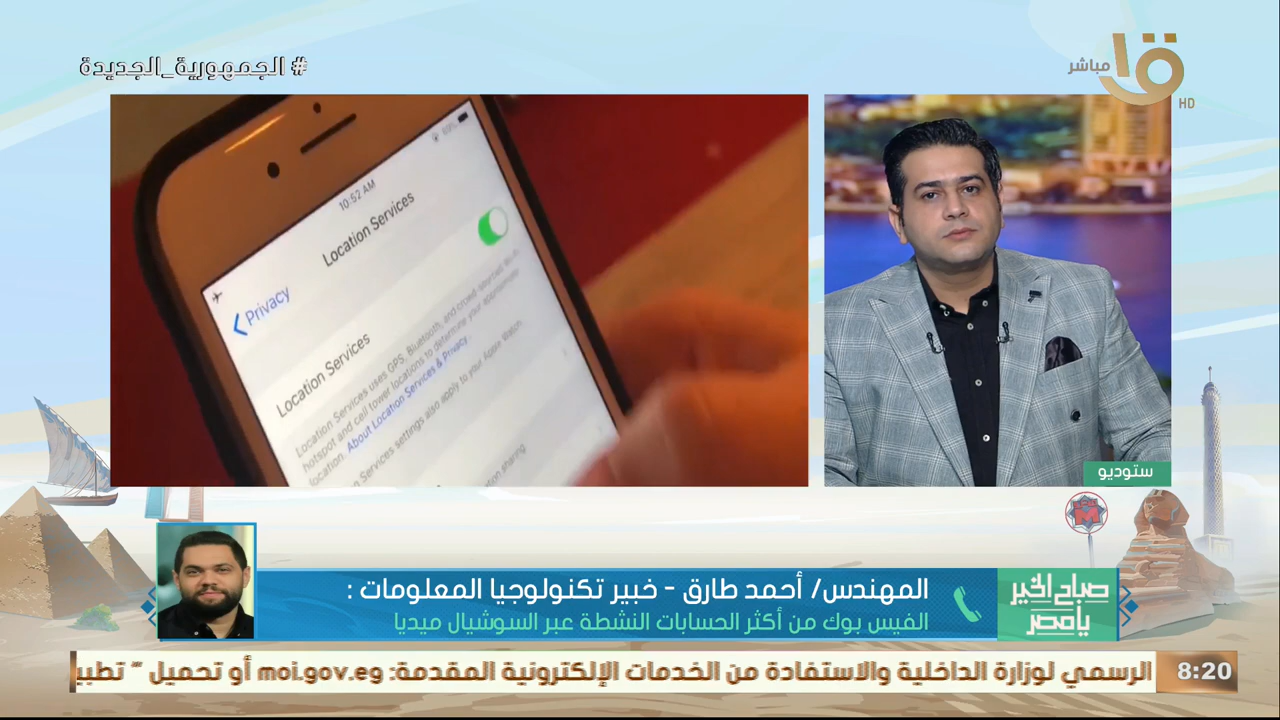 # الجمهورية_الجديدة
مباشر
HD
10:52 AM
Location Services
Privacy
Location Services
Location Services uses GPS, Bluetooth, and crowd-sourced Wi-Fi
hotspot and cell tower locations to determine your approximate
location. About Location Services & Privacy.
Services settings also apply to your Apple Watch
sharing
ستوديو
صباح الخير
يا مصر
المهندس/ أحمد طارق - خبير تكنولوجيا المعلومات :
الفيس بوك من أكثر الحسابات النشطة عبر السوشيال ميديا
8:20
الرسمي لوزارة الداخلية والاستفادة من الخدمات الإلكترونية المقدمة: moi.gov.eg أو تحميل " تطبي